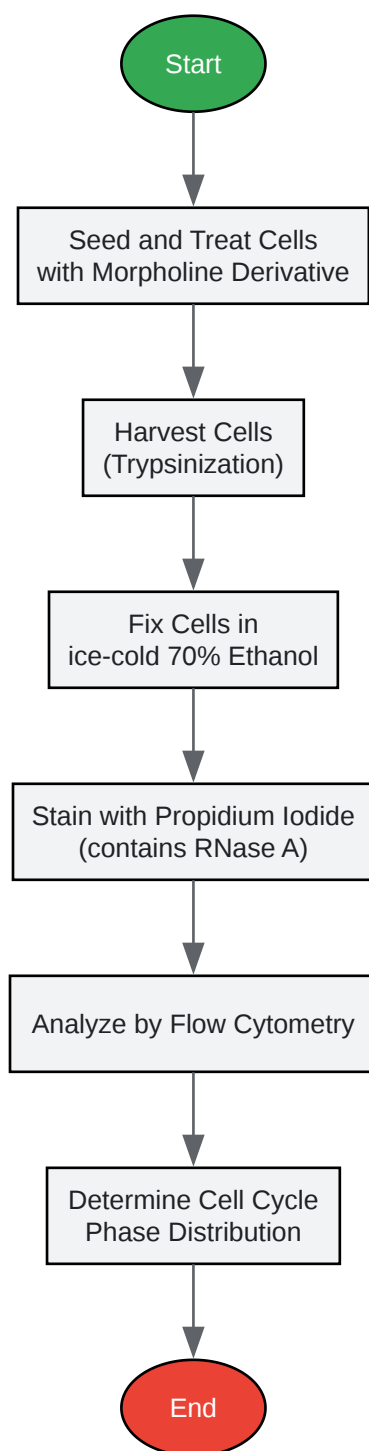 Start
Seed and Treat Cells
with Morpholine Derivative
Harvest Cells
(Trypsinization)
Fix Cells in
ice-cold 70% Ethanol
Stain with Propidium Iodide
(contains RNase A)
Analyze by Flow Cytometry
Determine Cell Cycle
Phase Distribution
End